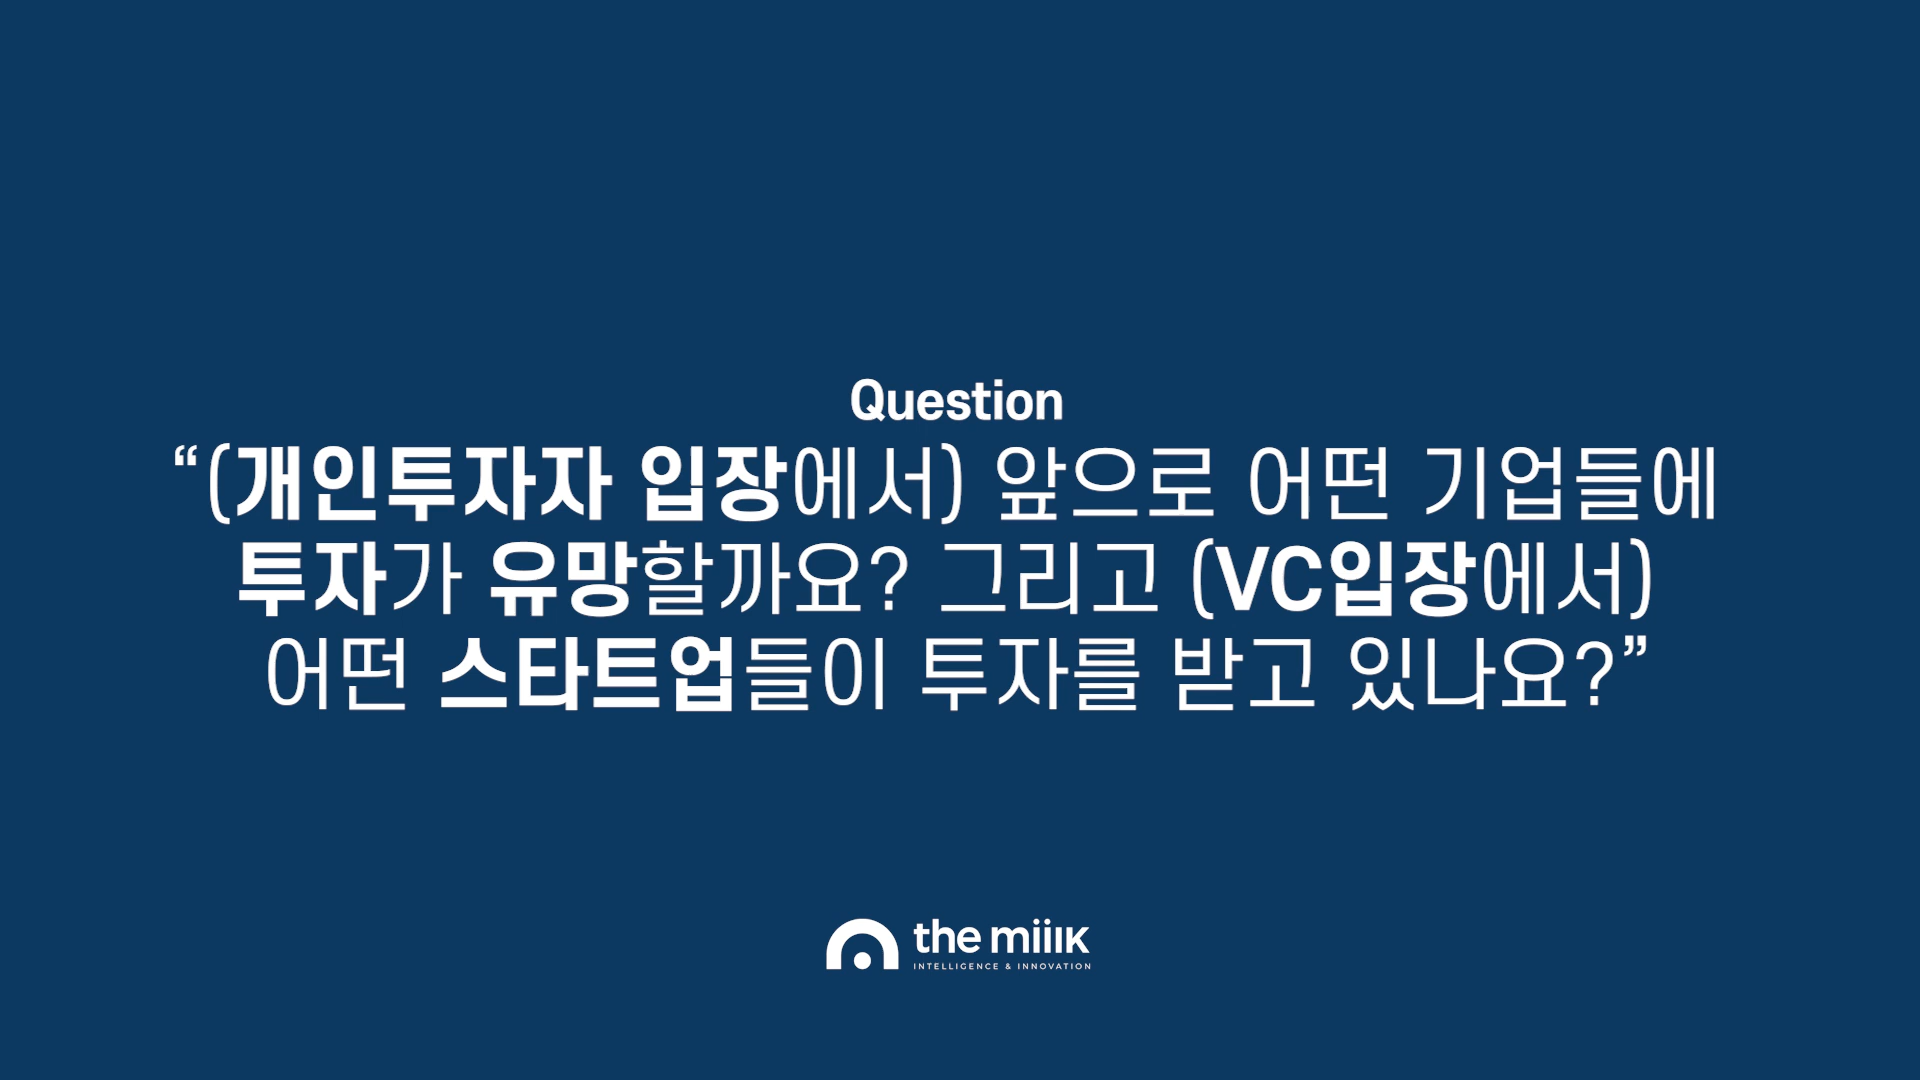 Question
“(개인투자자 입장에서) 앞으로 어떤 기업들에
투자가 유망할까요? 그리고 (VC입장에서)
어떤 스타트업들이 투자를 받고 있나요?”
the miilk
INTELLIGENCE & INNOVATION